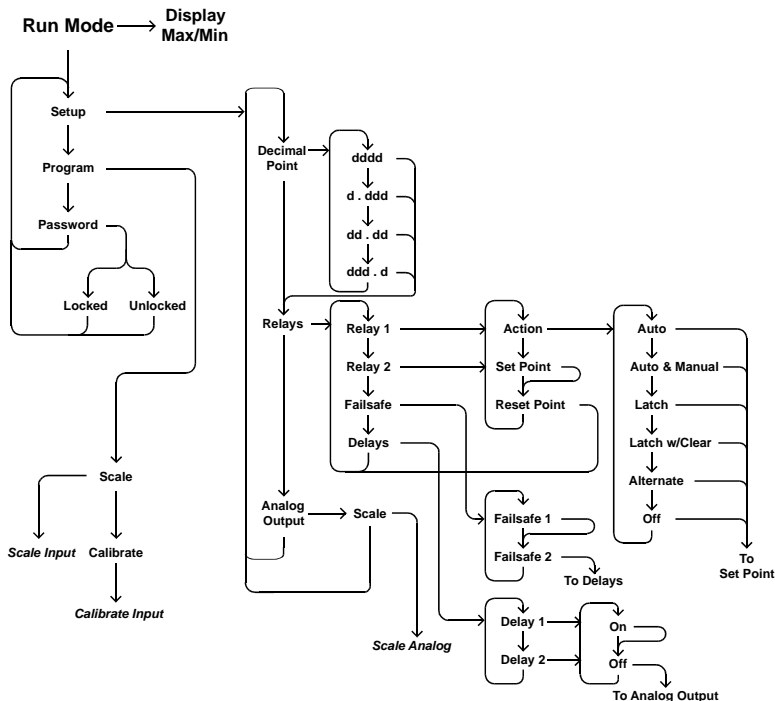 Run Mode
Display
Max/Min
Setup
Program
Password
Locked
Unlocked
Scale
Scale Input
Calibrate
Calibrate Input
Decimal
Point
dddd
d . ddd
dd . dd
ddd . d
Relays
Relay 1
Relay 2
Failsafe
Delays
Action
Set Point
Reset Point
Auto
Auto & Manual
Latch
Latch w/Clear
Alternate
Off
To
Set Point
Analog
Output
Scale
Scale Analog
Failsafe 1
Failsafe 2
To Delays
Delay 1
Delay 2
On
Off
To Analog Output